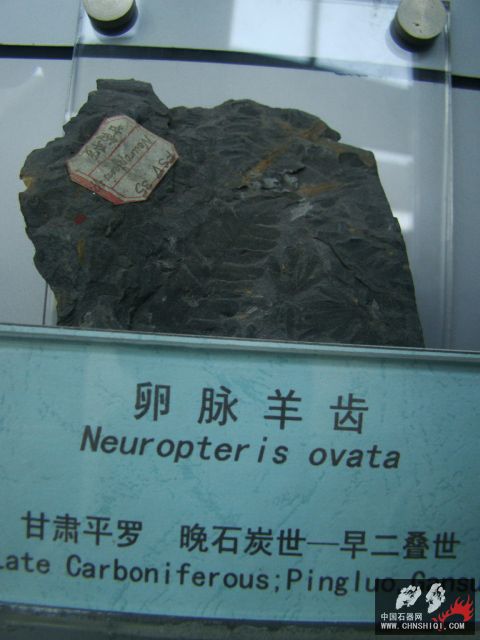 卵脉羊齿
Neuropteris ovata
甘肃平罗 晚石炭世—早二叠世
Late Carboniferous;Pingluo,Gansu
中国石器网
WWW.CHNSHIQI.COM